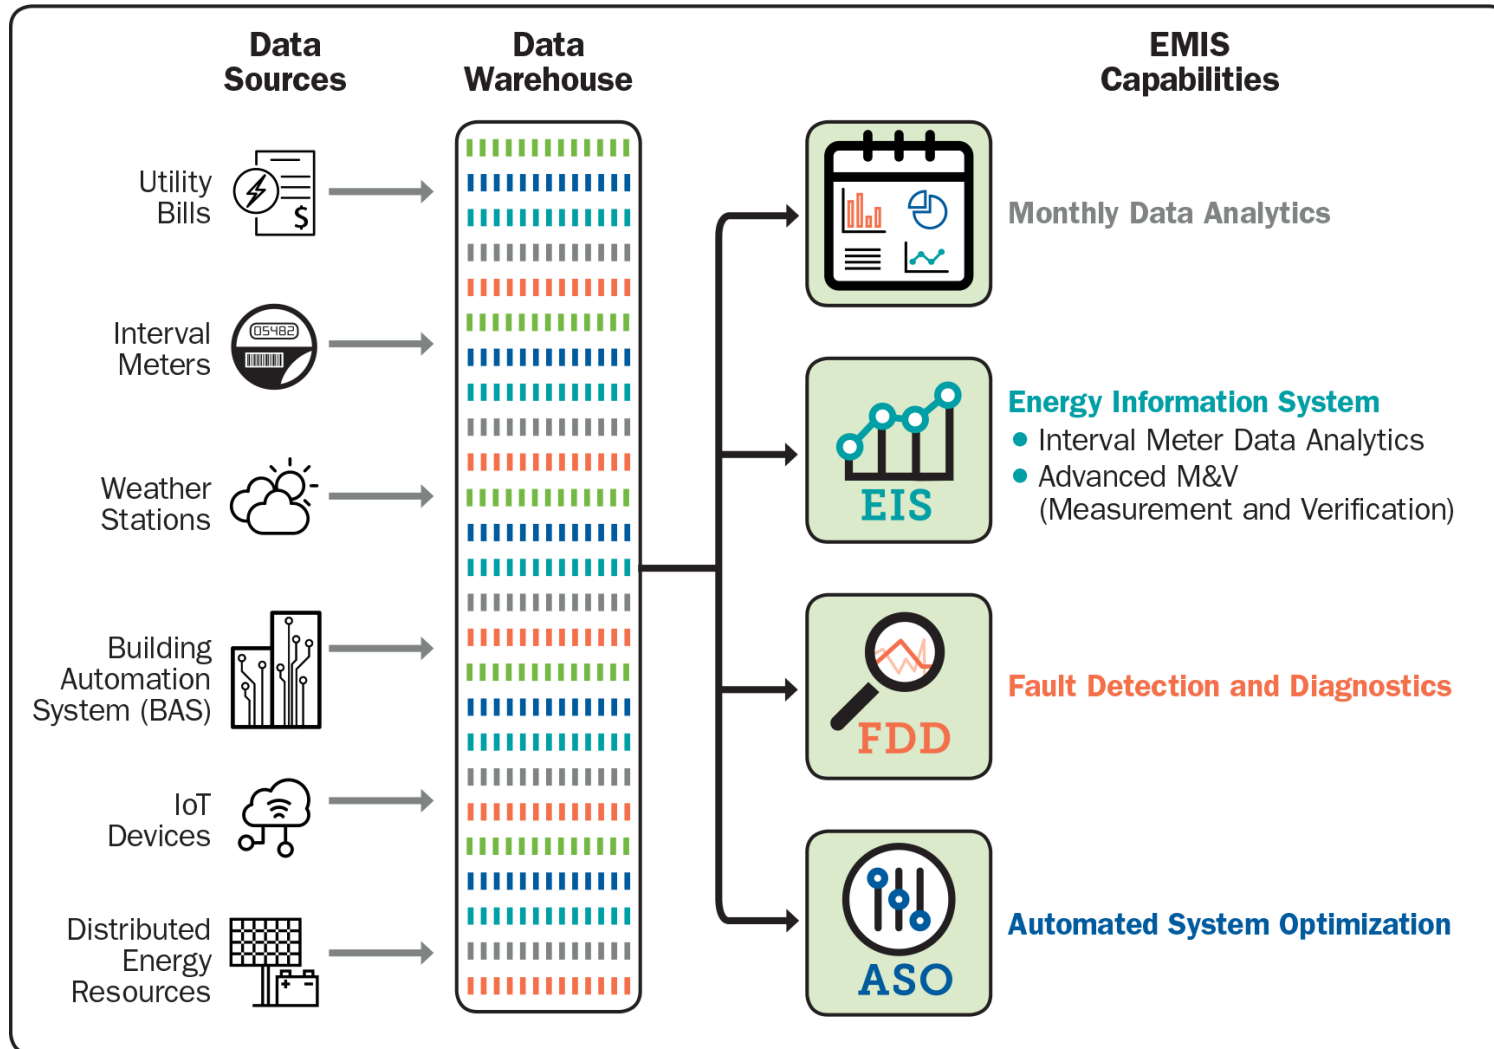 Data
Sources
Data
Warehouse
EMIS
Capabilities
Utility
Bills
$
Interval
Meters
05482
Weather
Stations
Building
Automation
System (BAS)
IoT
Devices
Distributed
Energy
Resources
+ -
Monthly Data Analytics
EIS
Energy Information System
Interval Meter Data Analytics
Advanced M&V
(Measurement and Verification)
FDD
Fault Detection and Diagnostics
ASO
Automated System Optimization